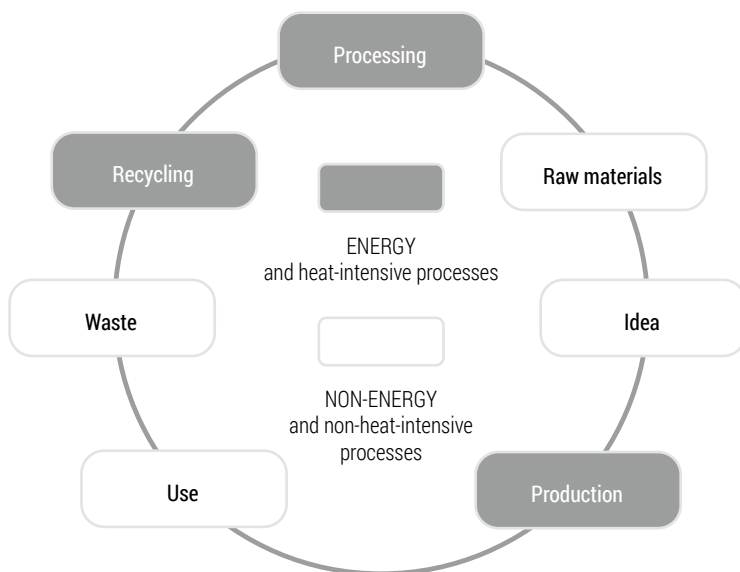 Processing
Recycling
Raw materials
ENERGY
and heat-intensive processes
Waste
Idea
NON-ENERGY
and non-heat-intensive
processes
Use
Production